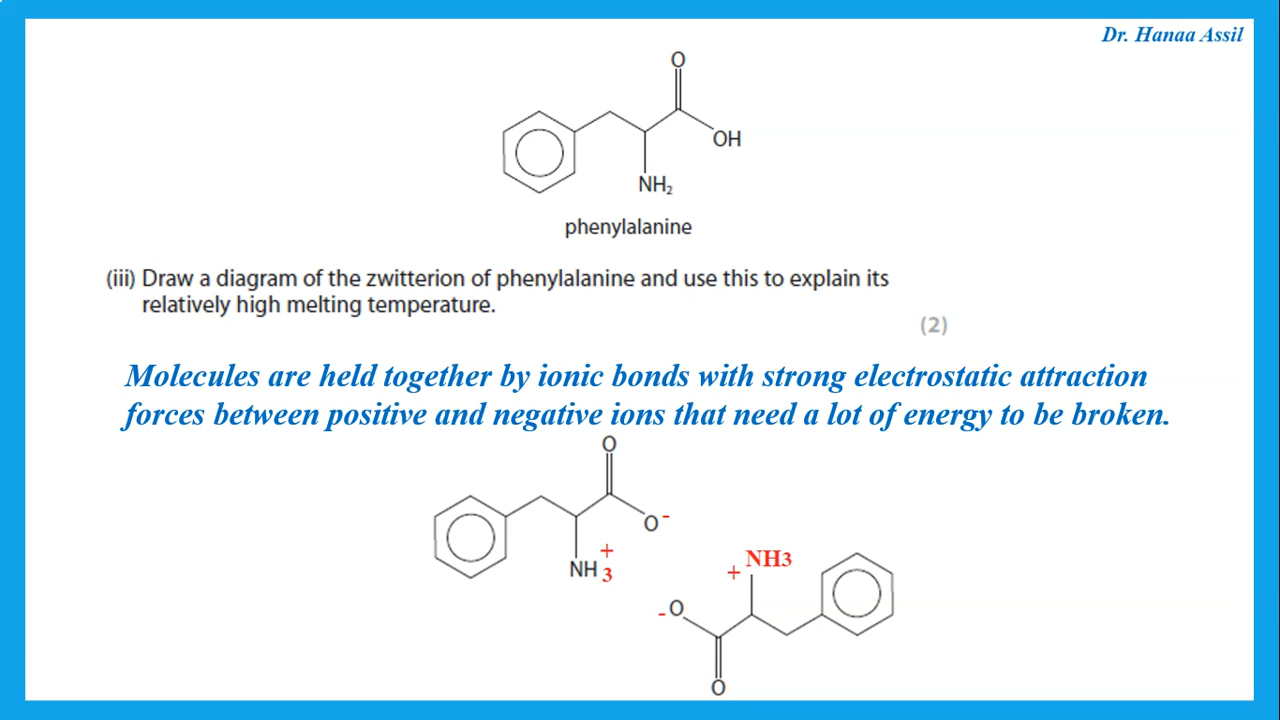 Dr. Hanaa Assil
O
OH
NH₂
phenylalanine
(iii) Draw a diagram of the zwitterion of phenylalanine and use this to explain its
relatively high melting temperature.
(2)
Molecules are held together by ionic bonds with strong electrostatic attraction
forces between positive and negative ions that need a lot of energy to be broken.
O
O -
+
NH 3
+ NH3
- O
O